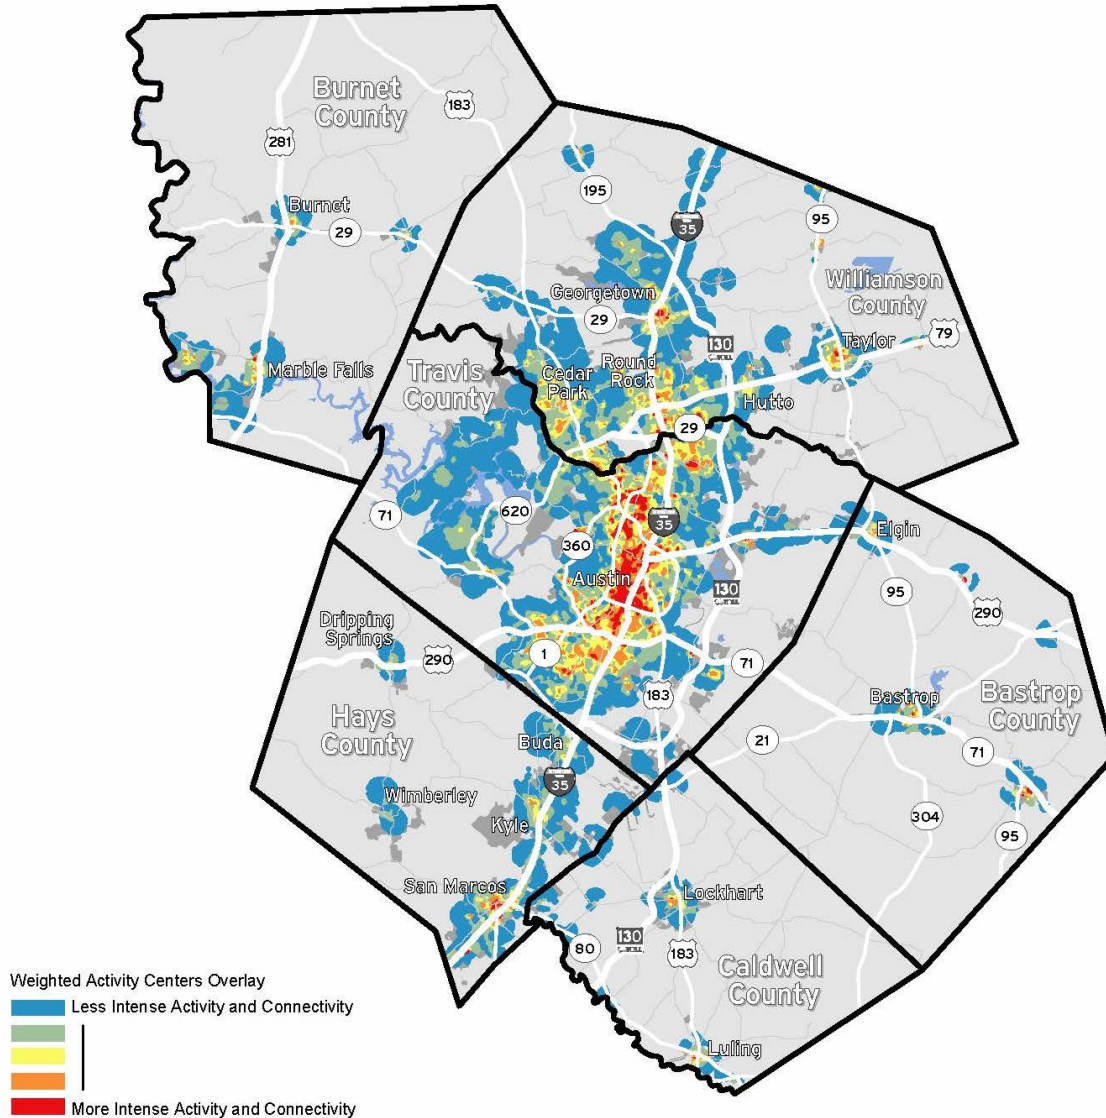 Burnet
County
183
281
195
35
95
Burnet
29
Williamson
County
Georgetown
29
130
79
Taylor
Marble Falls
Travis
County
Cedar
Park
Round
Rock
Hutto
29
620
71
35
360
Elgin
Austin
130
95
290
Dripping
Springs
290
1
71
183
Bastrop
Bastrop
County
Hays
County
Buda
21
71
35
Wimberley
Kyle
304
95
San Marcos
Lockhart
130
80
183
Caldwell
County
Luling
Weighted Activity Centers Overlay
Less Intense Activity and Connectivity
More Intense Activity and Connectivity